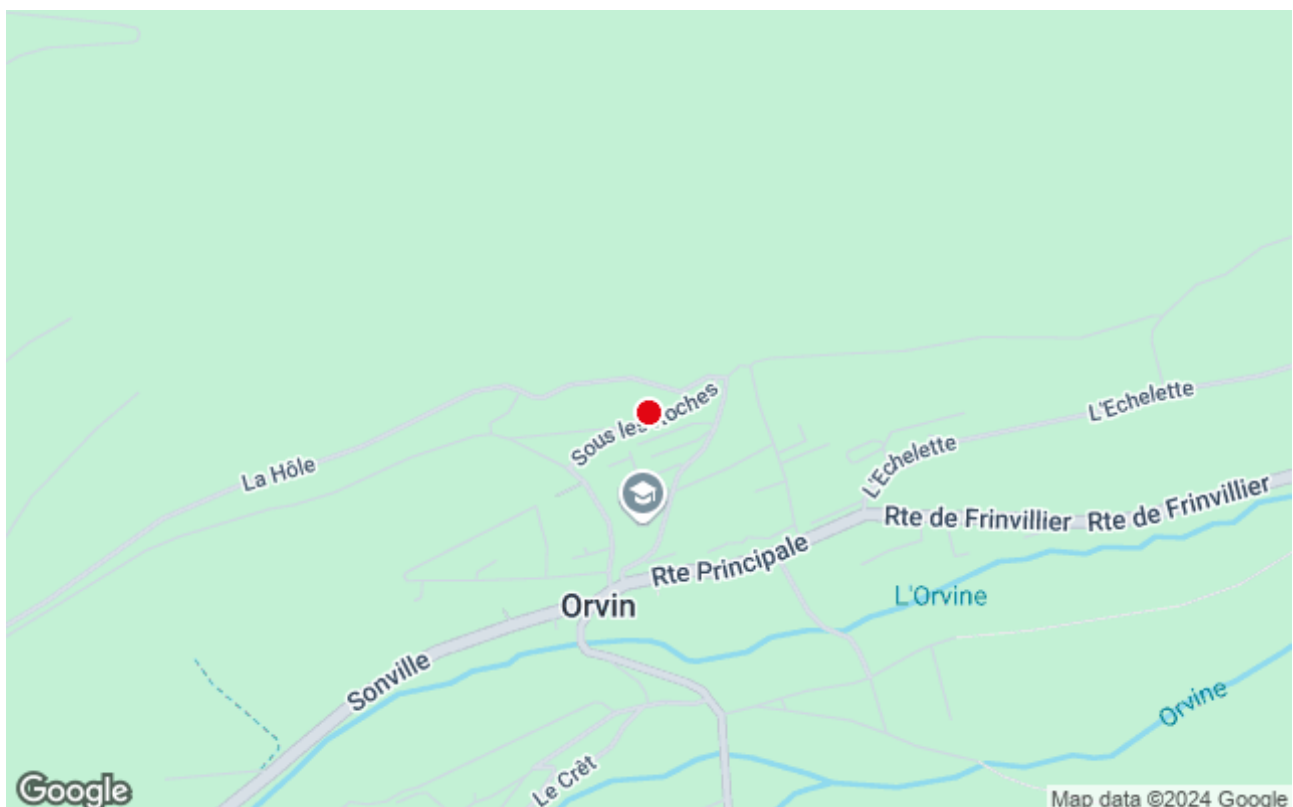 Sous les Roches
La Hôle
L'Echelette
L'Echelette
Rte de Frinvillier
Rte de Frinvillier
Rte Principale
L'Orvine
Orvin
Sonville
Orvine
Le Crêt
Google
Map data ©2024 Google